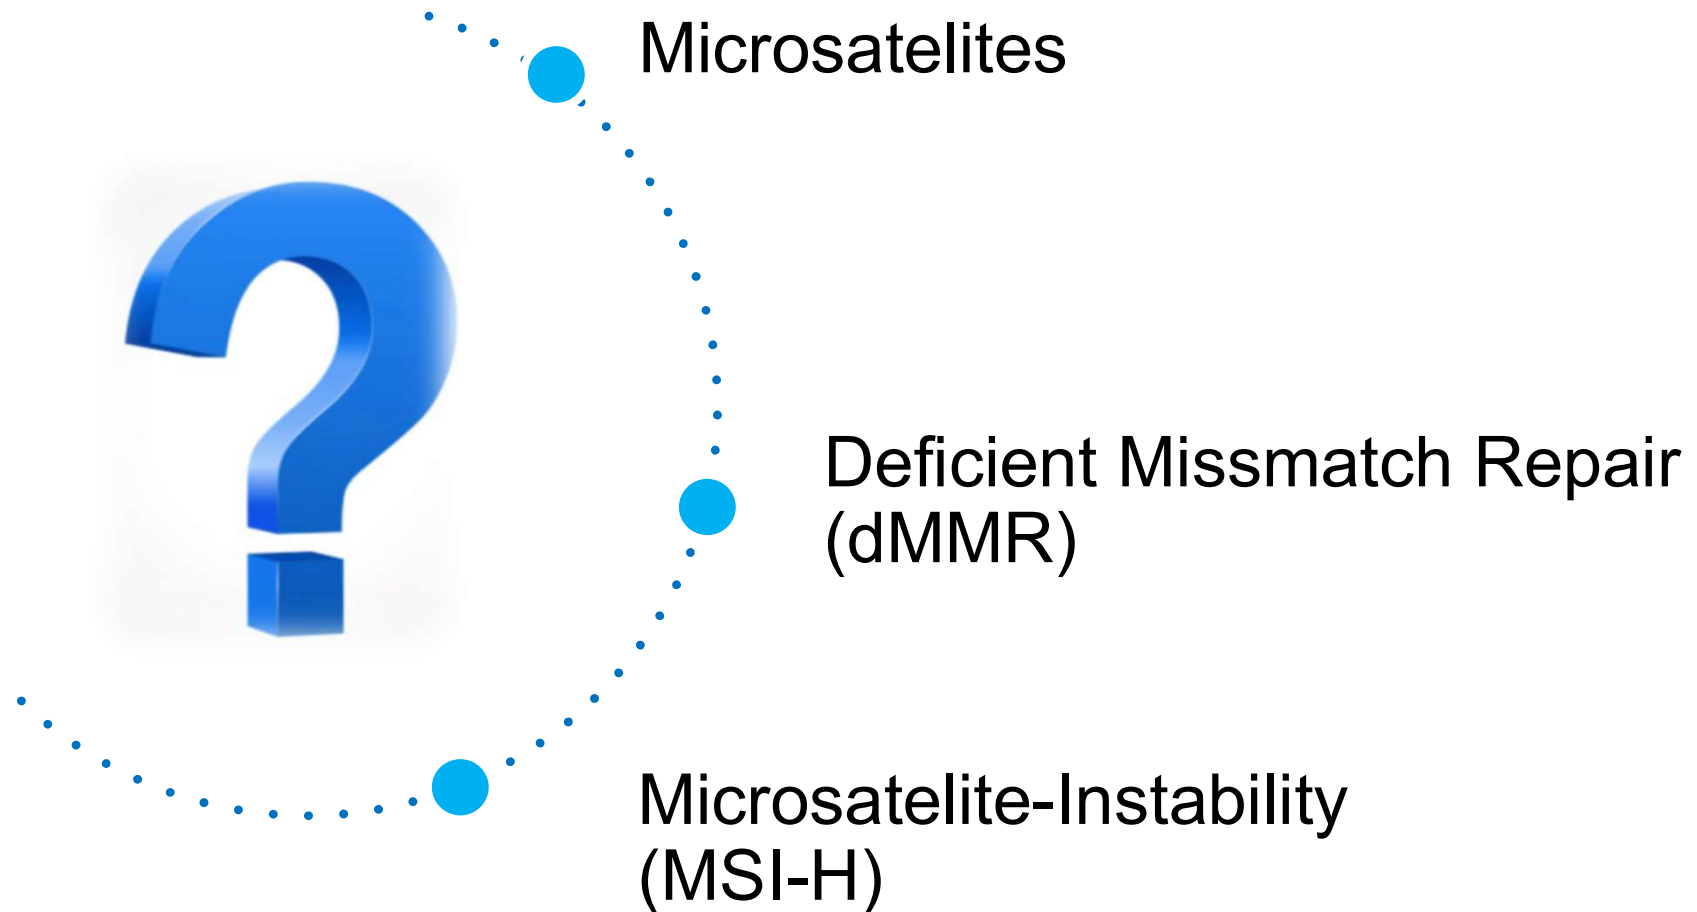 Microsatelites
Deficient Missmatch Repair
(dMMR)
Microsatelite-Instability
(MSI-H)